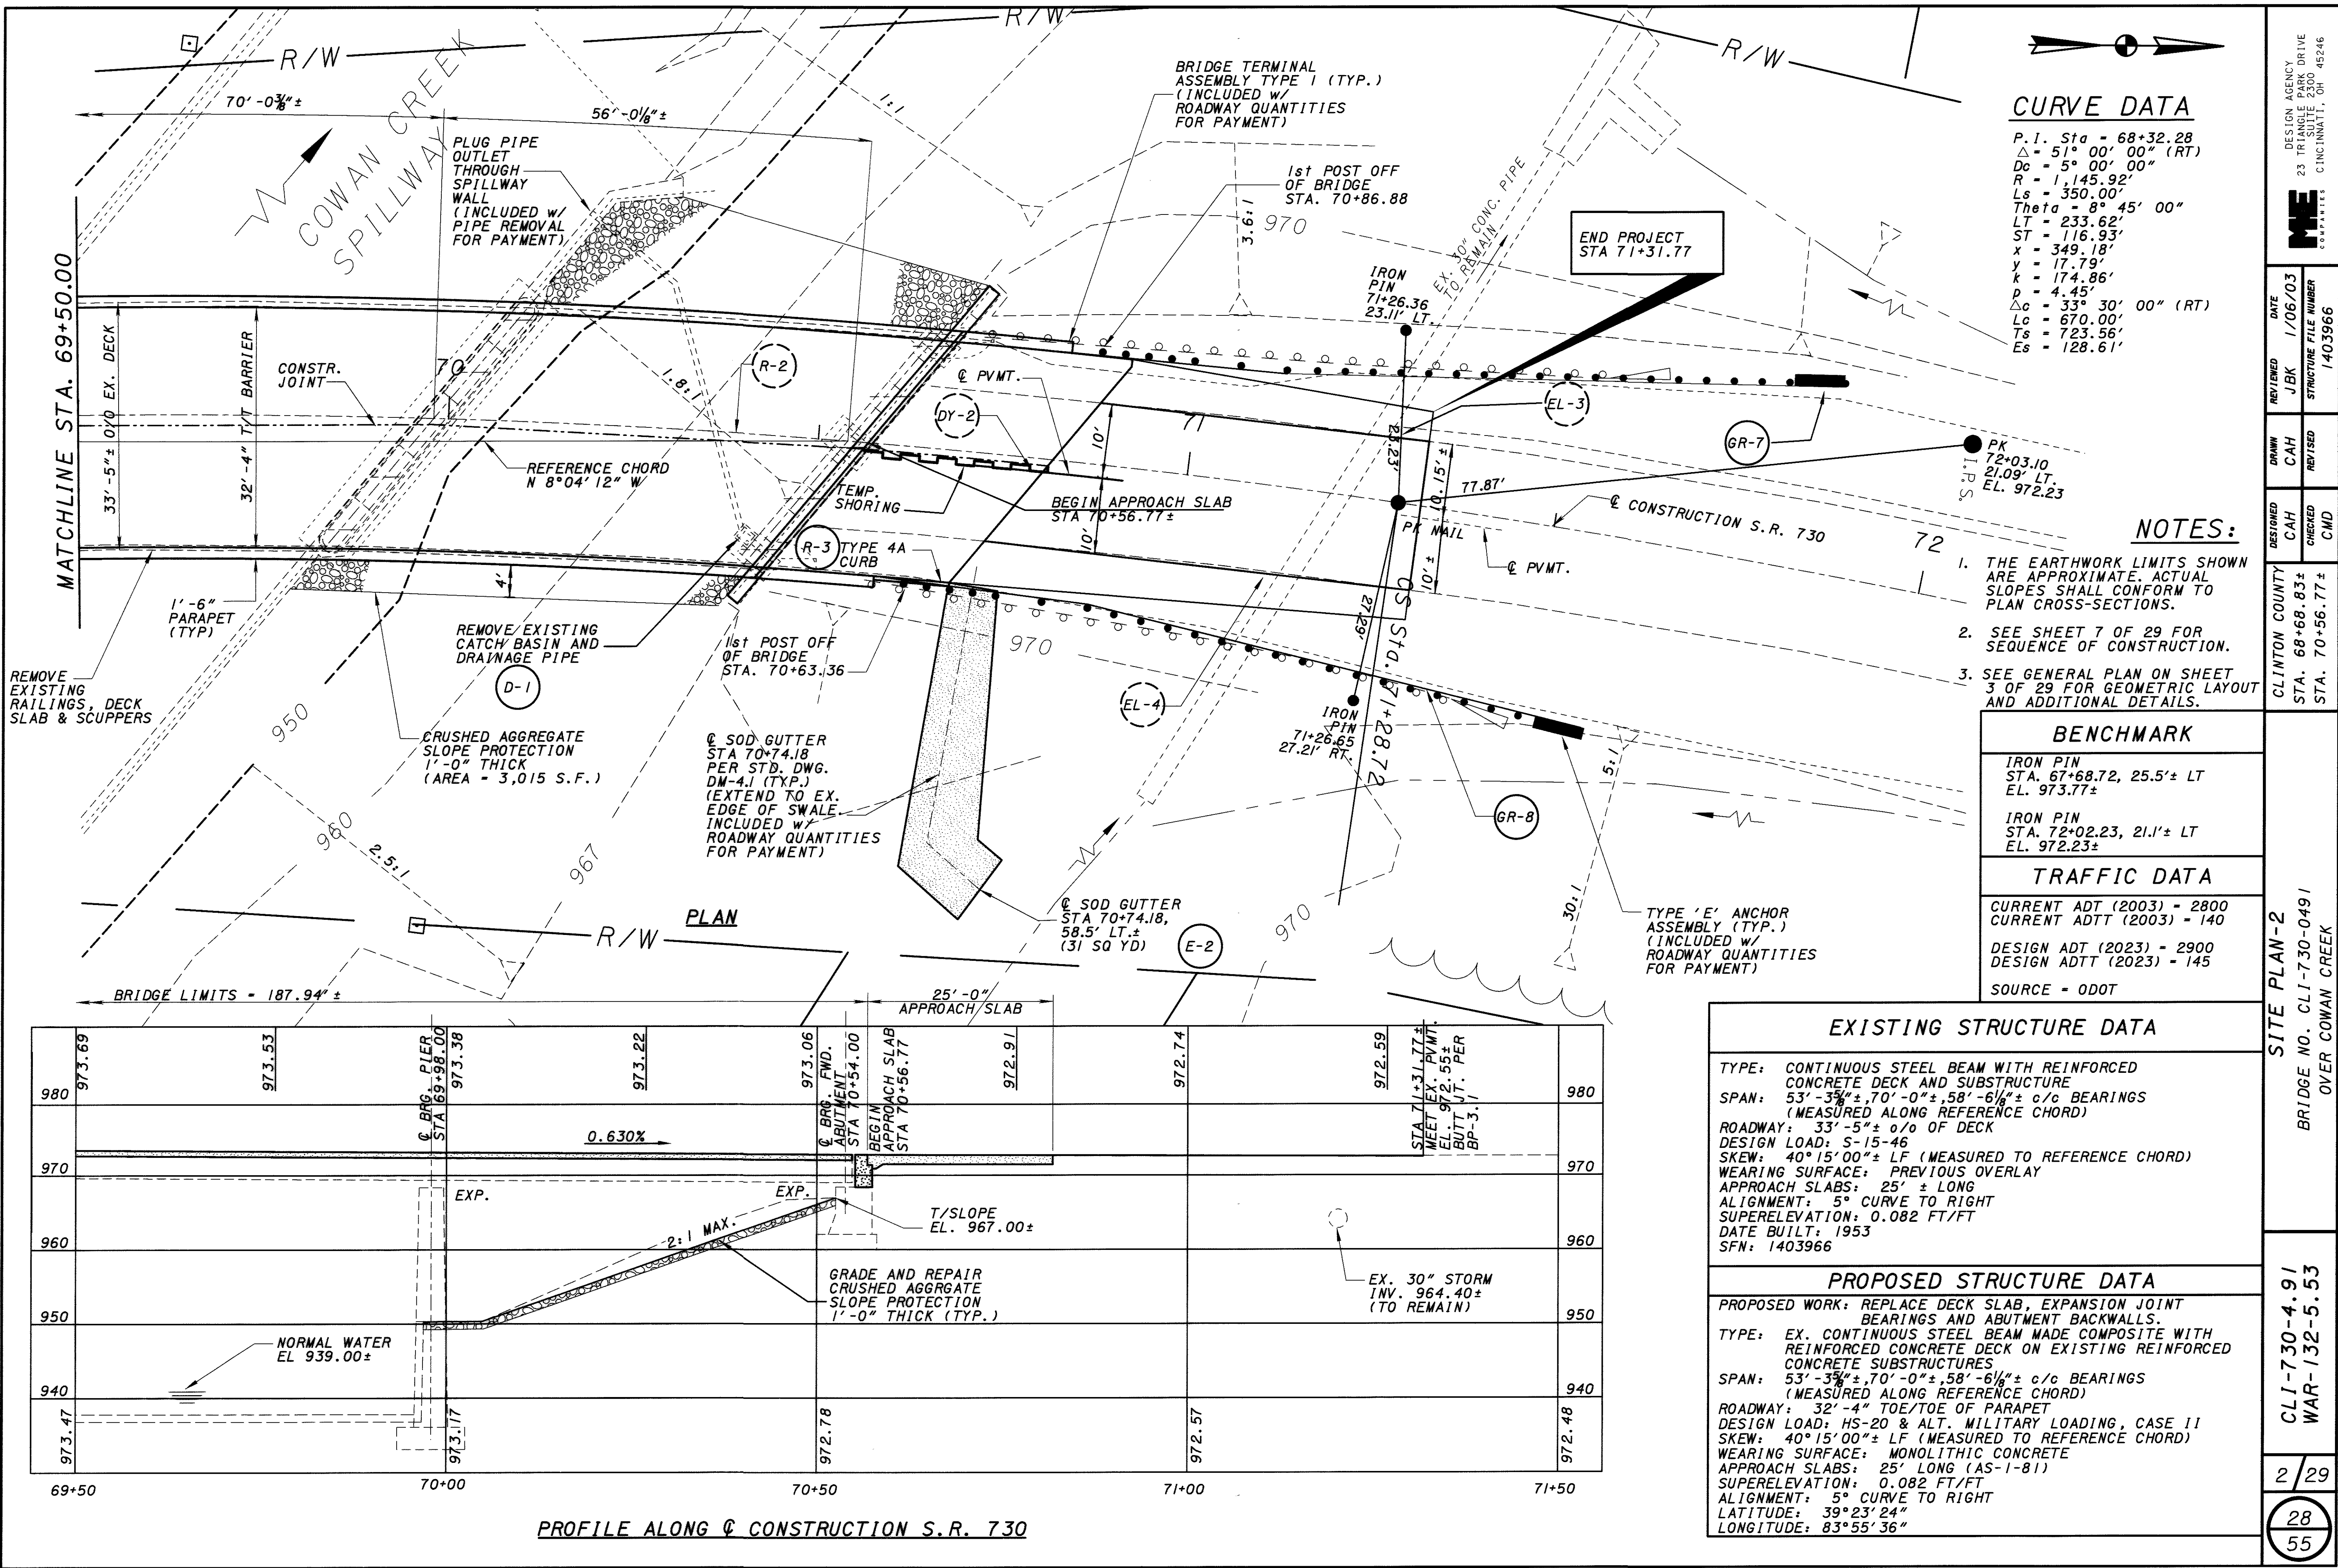 R/W
R/W
R/W
70'-0⅜"±
56'-0⅛"±
COWAN CREEK
SPILLWAY
PLUG PIPE
OUTLET
THROUGH
SPILLWAY
WALL
(INCLUDED w/
PIPE REMOVAL
FOR PAYMENT)
1:1
BRIDGE TERMINAL
ASSEMBLY TYPE 1 (TYP.)
(INCLUDED w/
ROADWAY QUANTITIES
FOR PAYMENT)
1st POST OFF
OF BRIDGE
STA. 70+86.88
3.6:1
970
EX. 30" CONC. PIPE
TO REMAIN
IRON
PIN
71+26.36
23.11' LT.
END PROJECT
STA 71+31.77
MATCHLINE STA. 69+50.00
33'-5"± O/O EX. DECK
32'-4" T/T BARRIER
CONSTR.
JOINT
70
R-2
1.8:1
℄ PVMT.
DY-2
10'
71
EL-3
23.23'
GR-7
PK
72+03.10
21.09' LT.
EL. 972.23
I.P.S.
REFERENCE CHORD
N 8°04'12" W
TEMP.
SHORING
BEGIN APPROACH SLAB
STA 70+56.77±
10'
10.15'±
77.87'
PK NAIL
℄ CONSTRUCTION S.R. 730
72
℄ PVMT.
10'±
R-3
TYPE 4A
CURB
1'-6"
PARAPET
(TYP)
4'
REMOVE EXISTING
CATCH BASIN AND
DRAINAGE PIPE
D-1
1st POST OFF
OF BRIDGE
STA. 70+63.36
970
27.29'
CS Sta. 71+28.72
REMOVE
EXISTING
RAILINGS, DECK
SLAB & SCUPPERS
EL-4
IRON
PIN
71+26.65
27.21' RT.
950
CRUSHED AGGREGATE
SLOPE PROTECTION
1'-0" THICK
(AREA = 3,015 S.F.)
℄ SOD GUTTER
STA 70+74.18
PER STD. DWG.
DM-4.1 (TYP.)
(EXTEND TO EX.
EDGE OF SWALE.
INCLUDED w/
ROADWAY QUANTITIES
FOR PAYMENT)
5:1
GR-8
960
2.5:1
967
PLAN
R/W
℄ SOD GUTTER
STA 70+74.18,
58.5' LT.±
(31 SQ YD)
E-2
970
30:1
TYPE 'E' ANCHOR
ASSEMBLY (TYP.)
(INCLUDED w/
ROADWAY QUANTITIES
FOR PAYMENT)
CURVE DATA
P.I. Sta = 68+32.28
Δ = 51° 00' 00" (RT)
Dc = 5° 00' 00"
R = 1,145.92'
Ls = 350.00'
Theta = 8° 45' 00"
LT = 233.62'
ST = 116.93'
x = 349.18'
y = 17.79'
k = 174.86'
p = 4.45'
Δc = 33° 30' 00" (RT)
Lc = 670.00'
Ts = 723.56'
Es = 128.61'
NOTES:
1. THE EARTHWORK LIMITS SHOWN
ARE APPROXIMATE. ACTUAL
SLOPES SHALL CONFORM TO
PLAN CROSS-SECTIONS.
2. SEE SHEET 7 OF 29 FOR
SEQUENCE OF CONSTRUCTION.
3. SEE GENERAL PLAN ON SHEET
3 OF 29 FOR GEOMETRIC LAYOUT
AND ADDITIONAL DETAILS.
BENCHMARK
IRON PIN
STA. 67+68.72, 25.5'± LT
EL. 973.77±
IRON PIN
STA. 72+02.23, 21.1'± LT
EL. 972.23±
TRAFFIC DATA
CURRENT ADT (2003) = 2800
CURRENT ADTT (2003) = 140
DESIGN ADT (2023) = 2900
DESIGN ADTT (2023) = 145
SOURCE = ODOT
EXISTING STRUCTURE DATA
TYPE: CONTINUOUS STEEL BEAM WITH REINFORCED
CONCRETE DECK AND SUBSTRUCTURE
SPAN: 53'-3⅝"±,70'-0"±,58'-6⅛"± c/c BEARINGS
(MEASURED ALONG REFERENCE CHORD)
ROADWAY: 33'-5"± o/o OF DECK
DESIGN LOAD: S-15-46
SKEW: 40°15'00"± LF (MEASURED TO REFERENCE CHORD)
WEARING SURFACE: PREVIOUS OVERLAY
APPROACH SLABS: 25' ± LONG
ALIGNMENT: 5° CURVE TO RIGHT
SUPERELEVATION: 0.082 FT/FT
DATE BUILT: 1953
SFN: 1403966
PROPOSED STRUCTURE DATA
PROPOSED WORK: REPLACE DECK SLAB, EXPANSION JOINT
BEARINGS AND ABUTMENT BACKWALLS.
TYPE: EX. CONTINUOUS STEEL BEAM MADE COMPOSITE WITH
REINFORCED CONCRETE DECK ON EXISTING REINFORCED
CONCRETE SUBSTRUCTURES
SPAN: 53'-3⅝"±,70'-0"±,58'-6⅛"± c/c BEARINGS
(MEASURED ALONG REFERENCE CHORD)
ROADWAY: 32'-4" TOE/TOE OF PARAPET
DESIGN LOAD: HS-20 & ALT. MILITARY LOADING, CASE II
SKEW: 40°15'00"± LF (MEASURED TO REFERENCE CHORD)
WEARING SURFACE: MONOLITHIC CONCRETE
APPROACH SLABS: 25' LONG (AS-1-81)
SUPERELEVATION: 0.082 FT/FT
ALIGNMENT: 5° CURVE TO RIGHT
LATITUDE: 39°23'24"
LONGITUDE: 83°55'36"
BRIDGE LIMITS = 187.94"±
25'-0"
APPROACH SLAB
973.69
973.53
℄ BRG. PIER
STA 69+98.00
973.38
973.22
973.06
℄ BRG. FWD.
ABUTMENT
STA 70+54.00
BEGIN
APPROACH SLAB
STA 70+56.77
972.91
972.74
972.59
STA 71+31.77±
MEET EX. PVMT.
EL. 972.55±
BUTT JT. PER
BP-3.1
980
980
0.630%
970
970
EXP.
EXP.
T/SLOPE
EL. 967.00±
2:1 MAX.
960
960
GRADE AND REPAIR
CRUSHED AGGRGATE
SLOPE PROTECTION
1'-0" THICK (TYP.)
EX. 30" STORM
INV. 964.40±
(TO REMAIN)
950
950
NORMAL WATER
EL 939.00±
940
940
973.47
973.17
972.78
972.57
972.48
69+50
70+00
70+50
71+00
71+50
PROFILE ALONG ℄ CONSTRUCTION S.R. 730
DESIGN AGENCY
ME COMPANIES
23 TRIANGLE PARK DRIVE
SUITE 2300
CINCINNATI, OH 45246
DESIGNED
CAH
DRAWN
CAH
REVIEWED
JBK
DATE
1/06/03
CHECKED
CMD
REVISED
STRUCTURE FILE NUMBER
1403966
CLINTON COUNTY
STA. 68+68.83±
STA. 70+56.77±
SITE PLAN-2
BRIDGE NO. CLI-730-0491
OVER COWAN CREEK
CLI-730-4.91
WAR-132-5.53
2/29
28
55